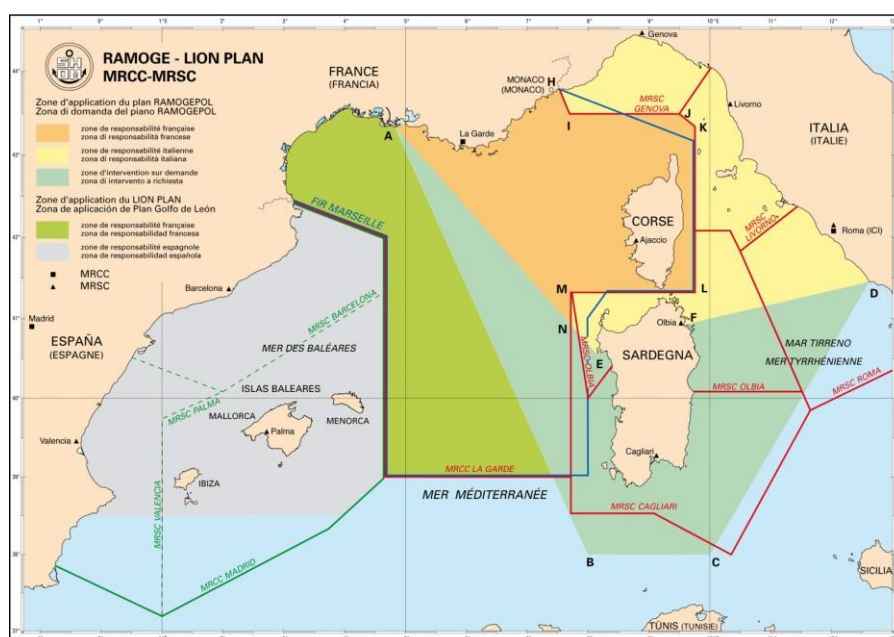 SHOM
RAMOGE - LION PLAN
MRCC-MRSC
Zone d'application du plan RAMOGEPOL
Zona di domanda del piano RAMOGEPOL
zone de responsabilité française
zona di responsabilità francese
zone de responsabilité italienne
zona di responsabilità italiana
zone d'intervention sur demande
zona di intervento a richiesta
Zone d'application du LION PLAN
Zona de aplicación de Plan Golfo de León
zone de responsabilité française
zona de responsabilidad francesa
zone de responsabilité espagnole
zona de responsabilidad española
MRCC
MRSC
FRANCE
(FRANCIA)
MONACO
(MONACO)
H
Genova
MRSC
GENOVA
I
J
K
Livorno
ITALIA
(ITALIE)
A
La Garde
FIR MARSEILLE
CORSE
Ajaccio
MRSC
LIVORNO
Roma (ICI)
Barcelona
MRSC BARCELONA
M
L
D
Madrid
ESPAÑA
(ESPAGNE)
MER DES BALÉARES
N
Olbia
F
MAR TIRRENO
MER TYRRHÉNIENNE
MRSC OLBIA
E
SARDEGNA
MRSC ROMA
ISLAS BALEARES
MRSC PALMA
MALLORCA
MENORCA
MRSC OLBIA
Valencia
Palma
Cagliari
IBIZA
MRCC LA GARDE
MER MÉDITERRANÉE
MRSC VALENCIA
MRSC CAGLIARI
MRCC MADRID
B
C
SICILIA
TÚNIS (TUNISIE)